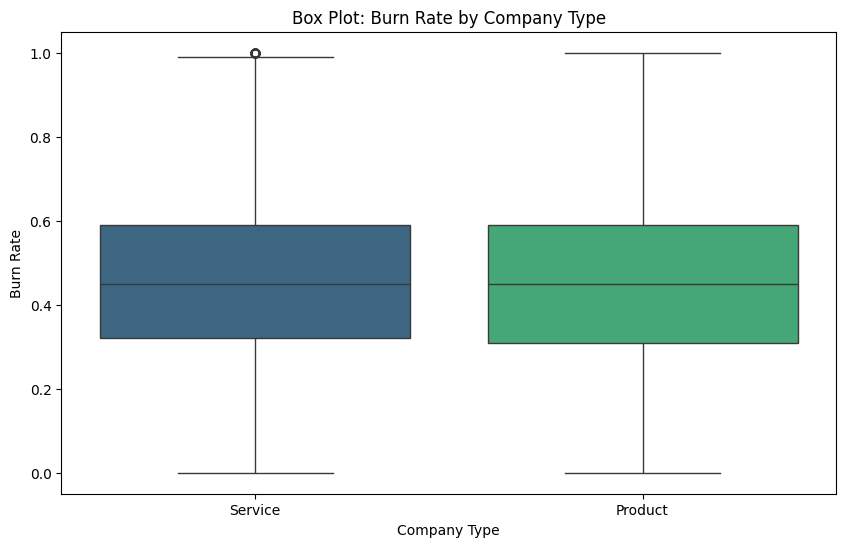 Box Plot: Burn Rate by Company Type
1.0
0.8
0.6
0.4
0.2
0.0
Burn Rate
Service
Product
Company Type